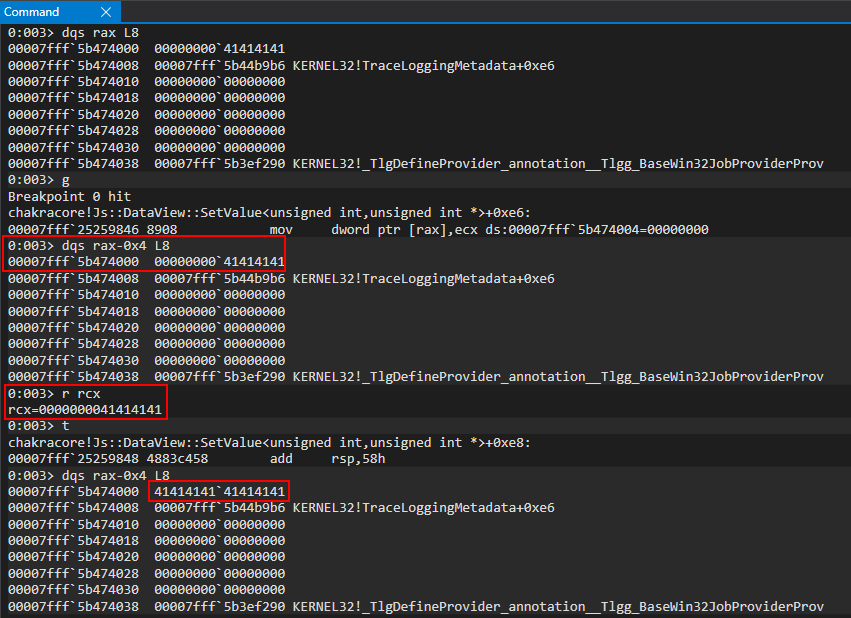 Command ✕
0:003> dqs rax L8
00007fff`5b474000  00000000`41414141
00007fff`5b474008  00007fff`5b44b9b6 KERNEL32!TraceLoggingMetadata+0xe6
00007fff`5b474010  00000000`00000000
00007fff`5b474018  00000000`00000000
00007fff`5b474020  00000000`00000000
00007fff`5b474028  00000000`00000000
00007fff`5b474030  00000000`00000000
00007fff`5b474038  00007fff`5b3ef290 KERNEL32!_TlgDefineProvider_annotation__Tlgg_BaseWin32JobProviderProv
0:003> g
Breakpoint 0 hit
chakracore!Js::DataView::SetValue<unsigned int,unsigned int *>+0xe6:
00007fff`25259846 8908            mov     dword ptr [rax],ecx ds:00007fff`5b474004=00000000
0:003> dqs rax-0x4 L8
00007fff`5b474000  00000000`41414141
00007fff`5b474008  00007fff`5b44b9b6 KERNEL32!TraceLoggingMetadata+0xe6
00007fff`5b474010  00000000`00000000
00007fff`5b474018  00000000`00000000
00007fff`5b474020  00000000`00000000
00007fff`5b474028  00000000`00000000
00007fff`5b474030  00000000`00000000
00007fff`5b474038  00007fff`5b3ef290 KERNEL32!_TlgDefineProvider_annotation__Tlgg_BaseWin32JobProviderProv
0:003> r rcx
rcx=0000000041414141
0:003> t
chakracore!Js::DataView::SetValue<unsigned int,unsigned int *>+0xe8:
00007fff`25259848 4883c458        add     rsp,58h
0:003> dqs rax-0x4 L8
00007fff`5b474000  41414141`41414141
00007fff`5b474008  00007fff`5b44b9b6 KERNEL32!TraceLoggingMetadata+0xe6
00007fff`5b474010  00000000`00000000
00007fff`5b474018  00000000`00000000
00007fff`5b474020  00000000`00000000
00007fff`5b474028  00000000`00000000
00007fff`5b474030  00000000`00000000
00007fff`5b474038  00007fff`5b3ef290 KERNEL32!_TlgDefineProvider_annotation__Tlgg_BaseWin32JobProviderProv